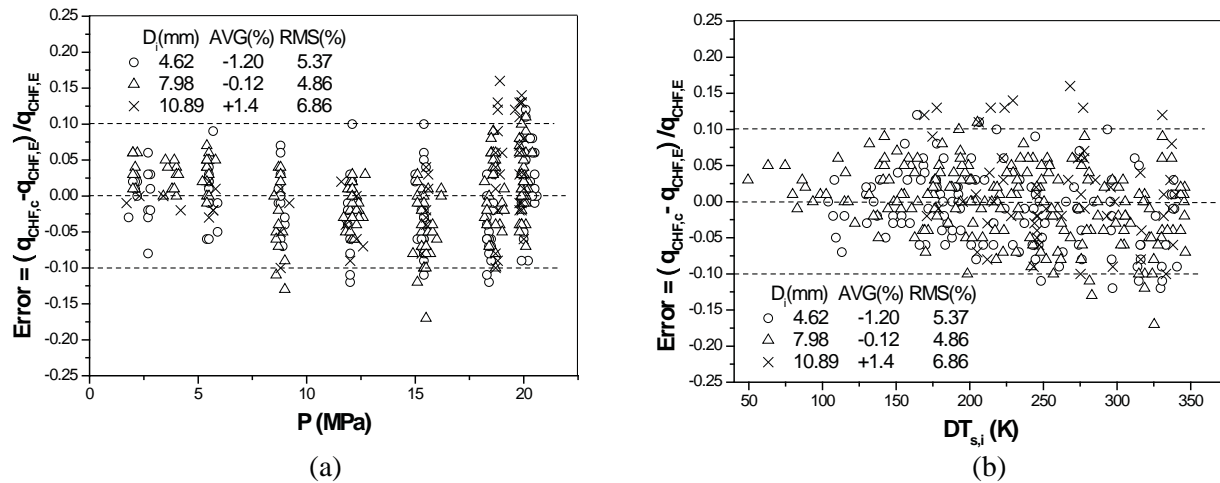 0.25
0.20
0.15
0.10
0.05
0.00
-0.05
-0.10
-0.15
-0.20
-0.25
Error = ( q_CHF,c -q_CHF,E ) /q_CHF,E
D_i(mm) AVG(%) RMS(%)
4.62 -1.20 5.37
7.98 -0.12 4.86
10.89 +1.4 6.86
0 5 10 15 20
P (MPa)
(a)
0.25
0.20
0.15
0.10
0.05
0.00
-0.05
-0.10
-0.15
-0.20
-0.25
Error = ( q_CHF,c - q_CHF,E ) /q_CHF,E
D_i(mm) AVG(%) RMS(%)
4.62 -1.20 5.37
7.98 -0.12 4.86
10.89 +1.4 6.86
50 100 150 200 250 300 350
DT_s,i (K)
(b)